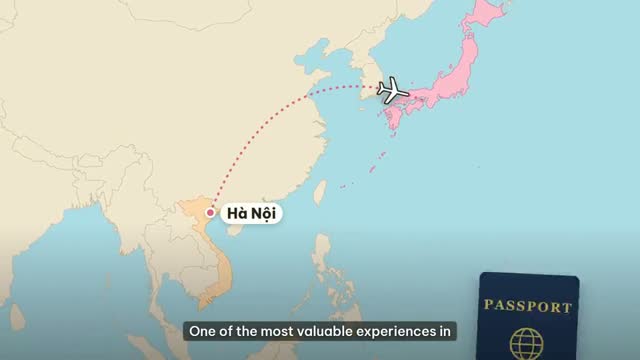 Hà Nội
PASSPORT
One of the most valuable experiences in